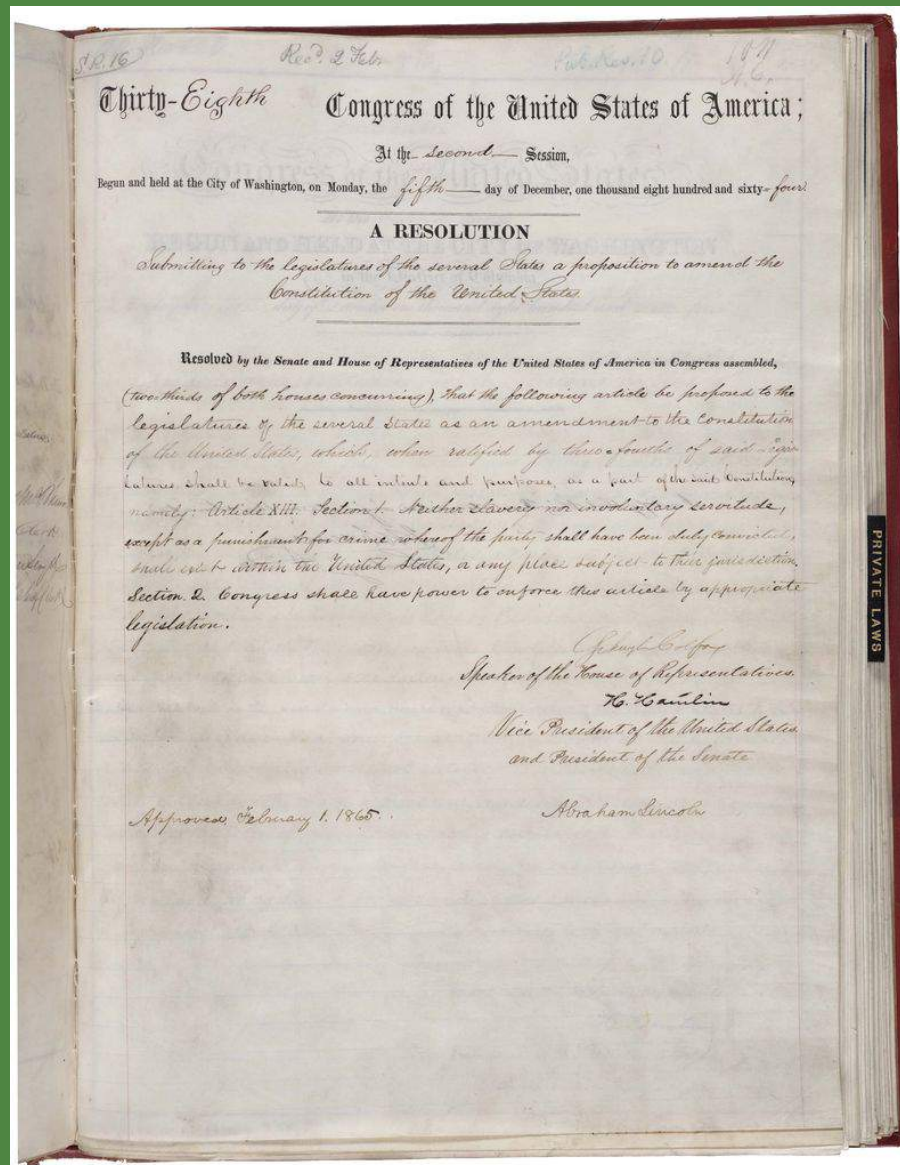 S.R. 16
Rec'd. 2 Feb.
Pub. Res. 10
Thirty-Eighth Congress of the United States of America;
At the second Session,
Begun and held at the City of Washington, on Monday, the fifth day of December, one thousand eight hundred and sixty-four
A RESOLUTION
Submitting to the legislatures of the several States a proposition to amend the
Constitution of the United States.
Resolved by the Senate and House of Representatives of the United States of America in Congress assembled,
(two-thirds of both houses concurring), that the following article be proposed to the
legislatures of the several States as an amendment to the Constitution
of the United States, which, when ratified by three-fourths of said legis-
latures shall be valid, to all intents and purposes, as a part of the said Constitution,
namely: Article XIII. Section 1. Neither slavery nor involuntary servitude,
except as a punishment for crime whereof the party shall have been duly convicted,
shall exist within the United States, or any place subject to their jurisdiction.
Section. 2. Congress shall have power to enforce this article by appropriate
legislation.
Schuyler Colfax
Speaker of the House of Representatives.
H. Hamlin
Vice President of the United States
and President of the Senate
Approved, February 1. 1865.
Abraham Lincoln
PRIVATE LAWS